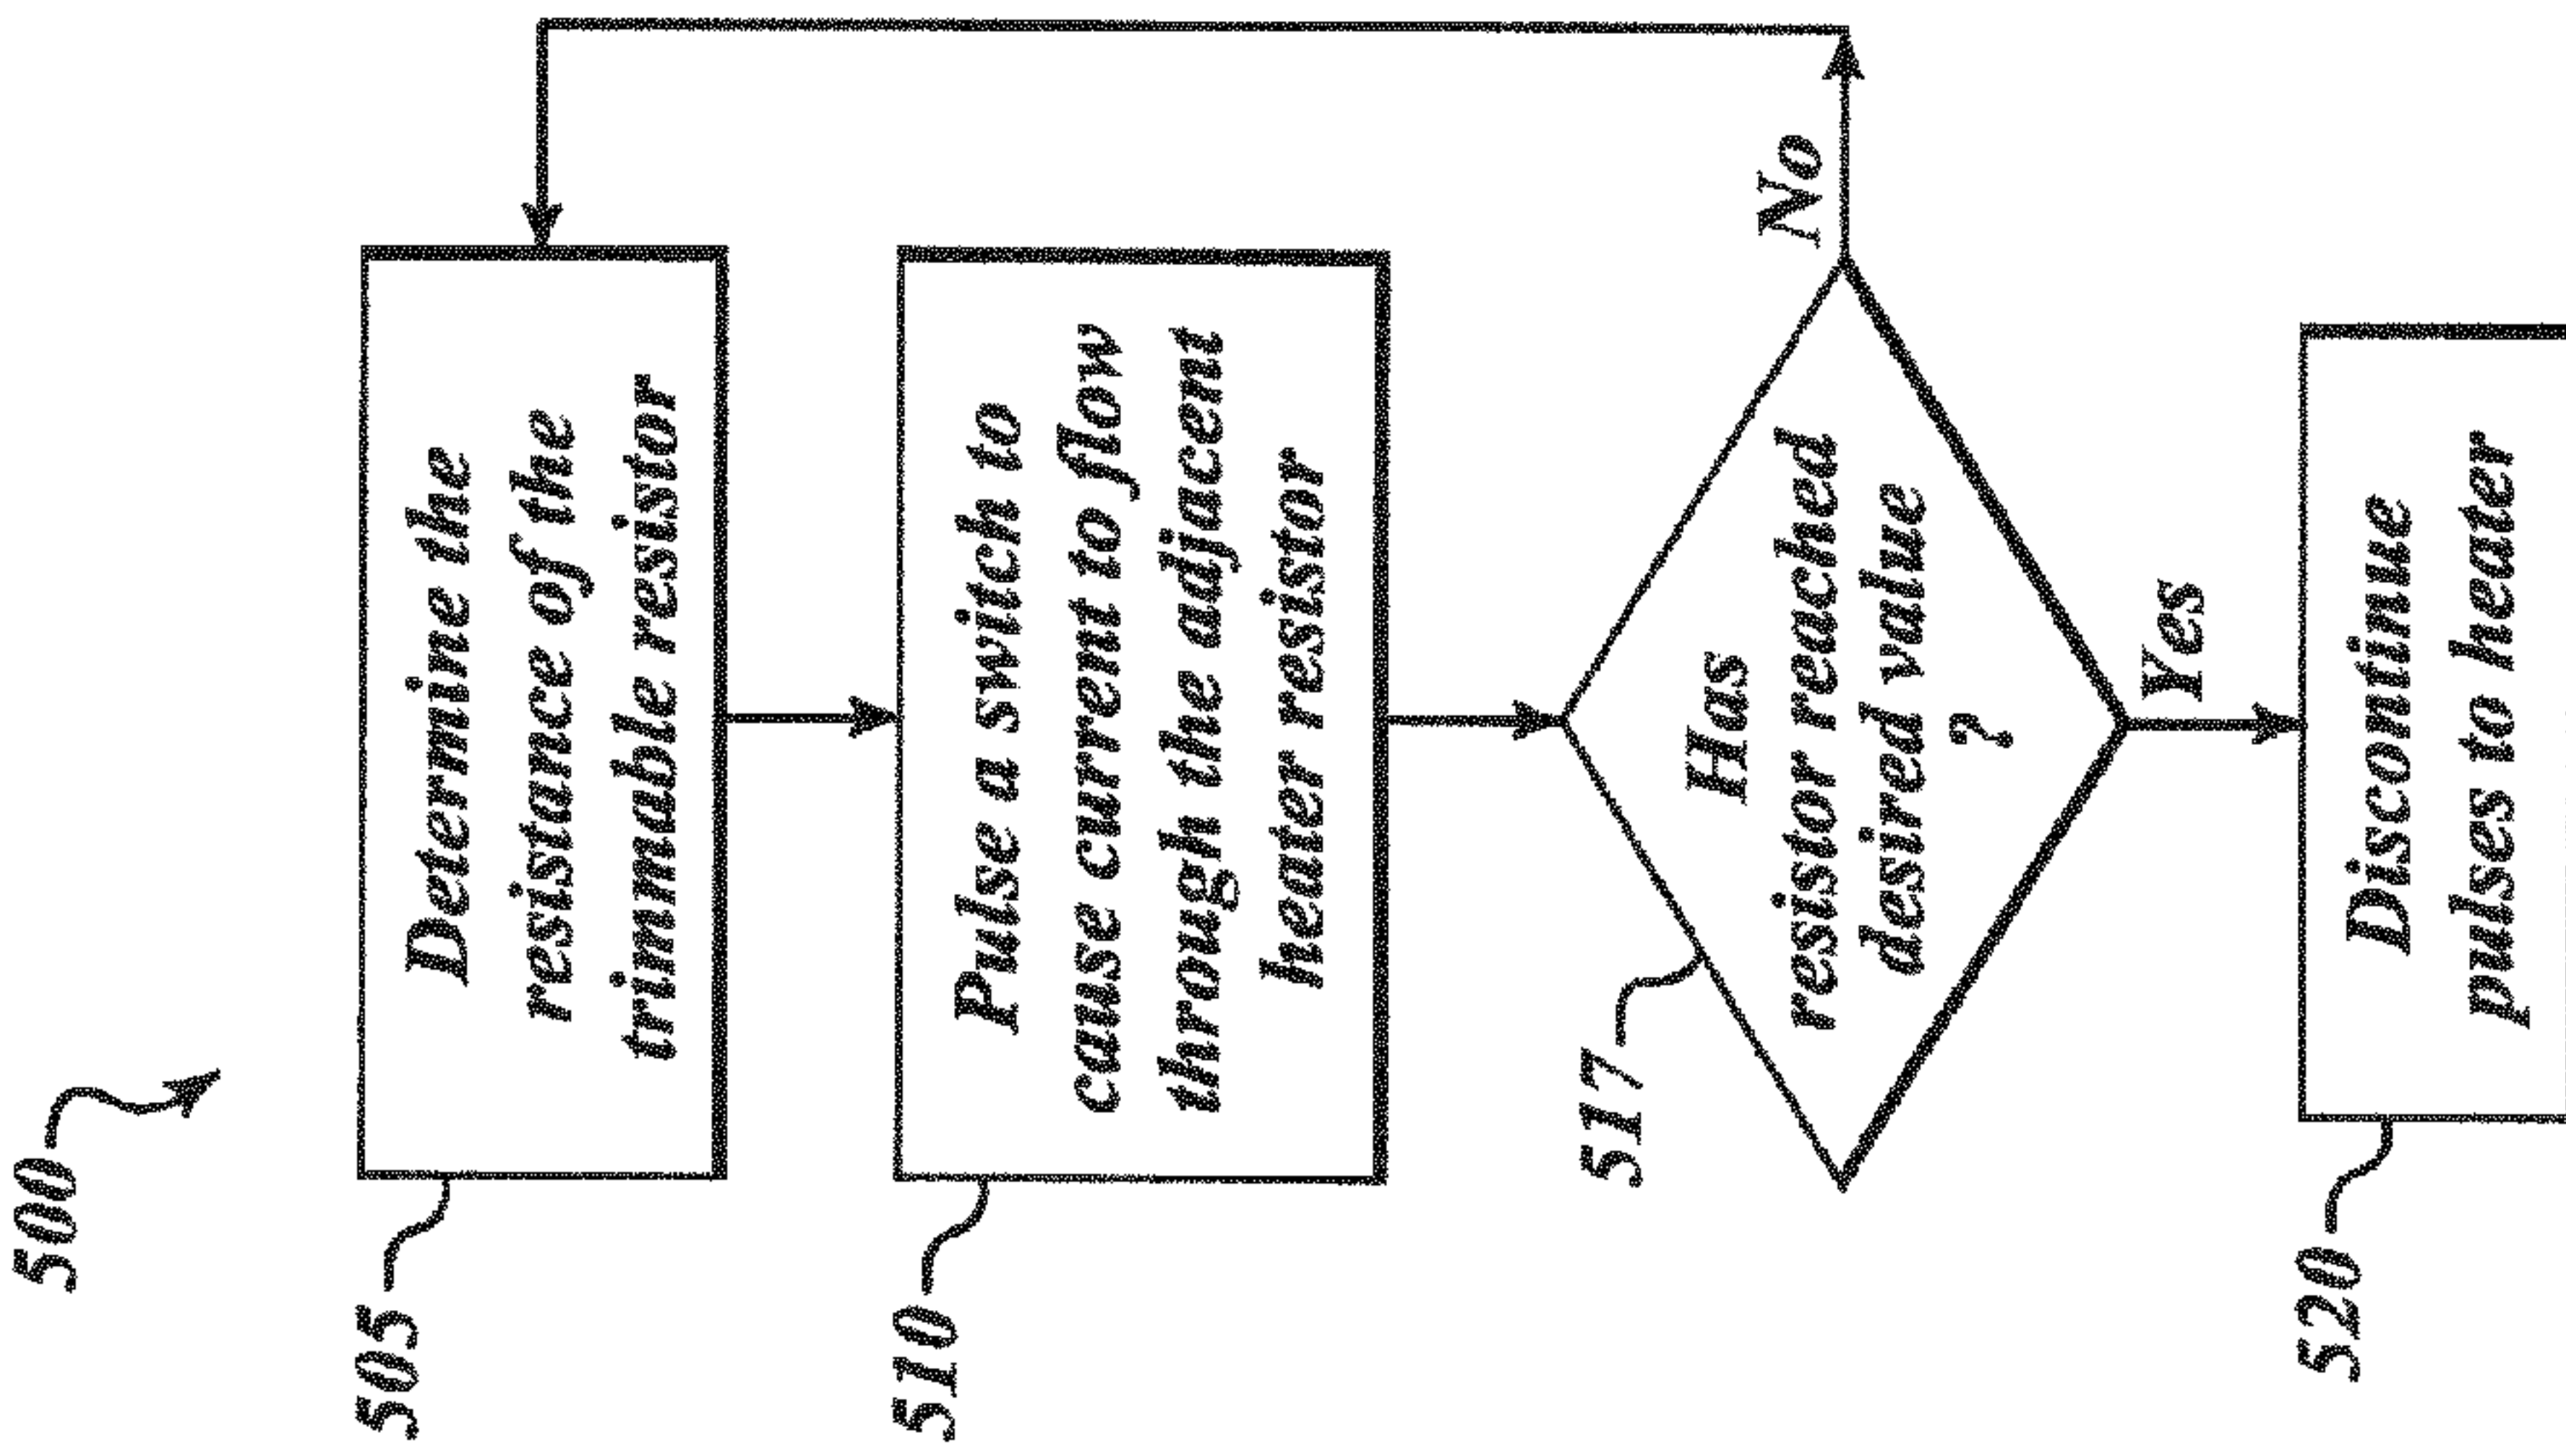 500
505
Determine the
resistance of the
trimmable resistor
510
Pulse a switch to
cause current to flow
through the adjacent
heater resistor
517
Has
resistor reached
desired value
?
No
Yes
520
Discontinue
pulses to heater